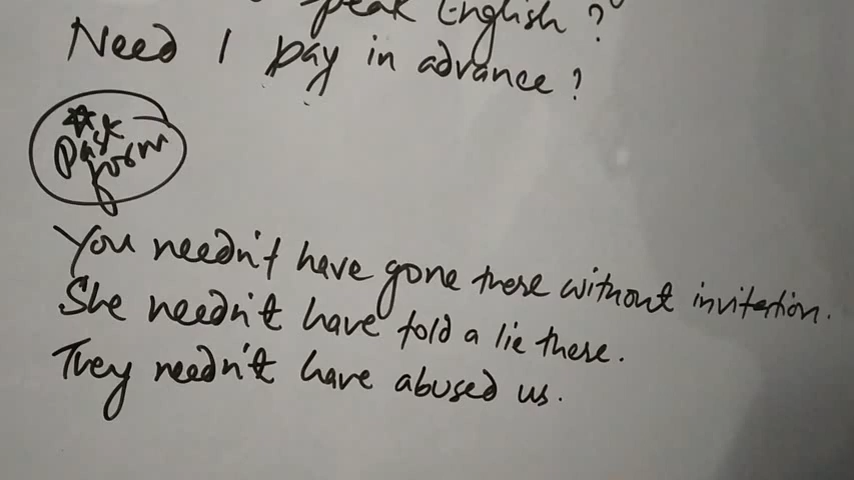 Speak English?
Need I pay in advance?
Past
form
You needn't have gone there without invitation.
She needn't have told a lie there.
They needn't have abused us.